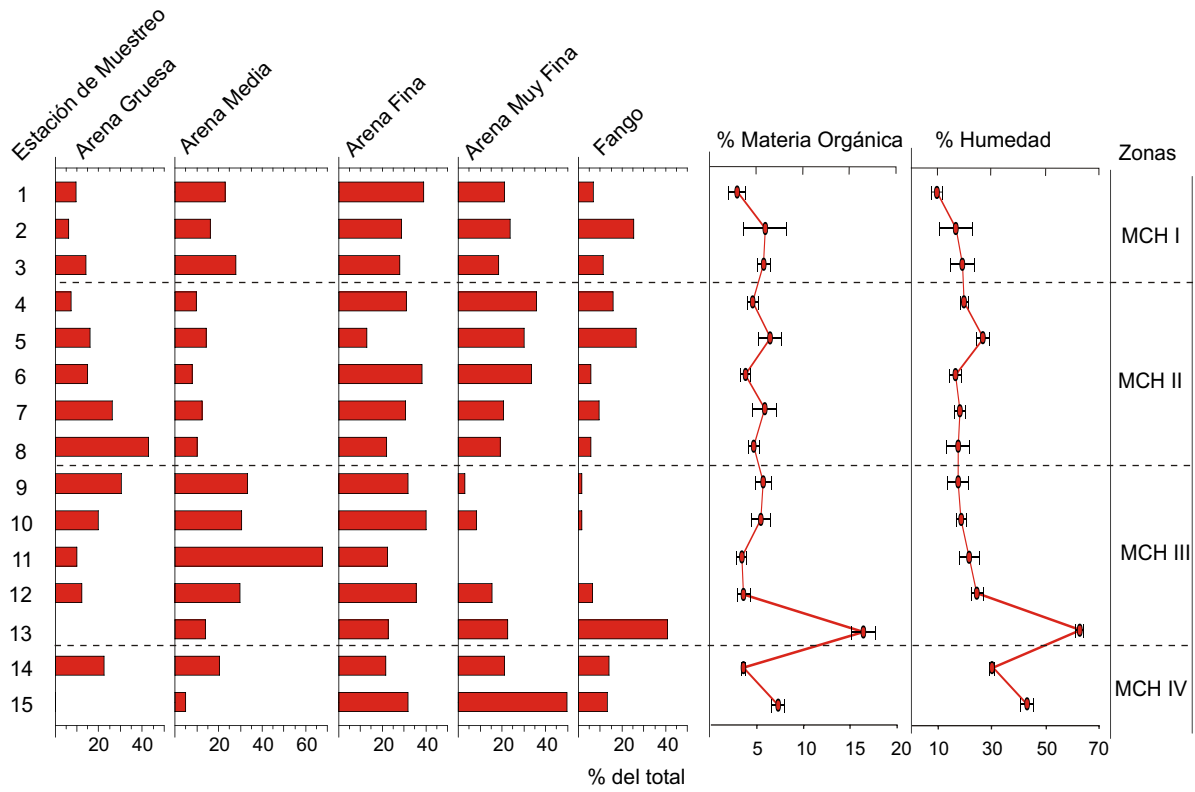 Estación de Muestreo
Arena Gruesa
Arena Media
Arena Fina
Arena Muy Fina
Fango
% Materia Orgánica
% Humedad
Zonas
1
2
3
4
5
6
7
8
9
10
11
12
13
14
15
MCH I
MCH II
MCH III
MCH IV
20 40
20 40 60
20 40
20 40
20 40
5 15 20
10 30 50 70
% del total